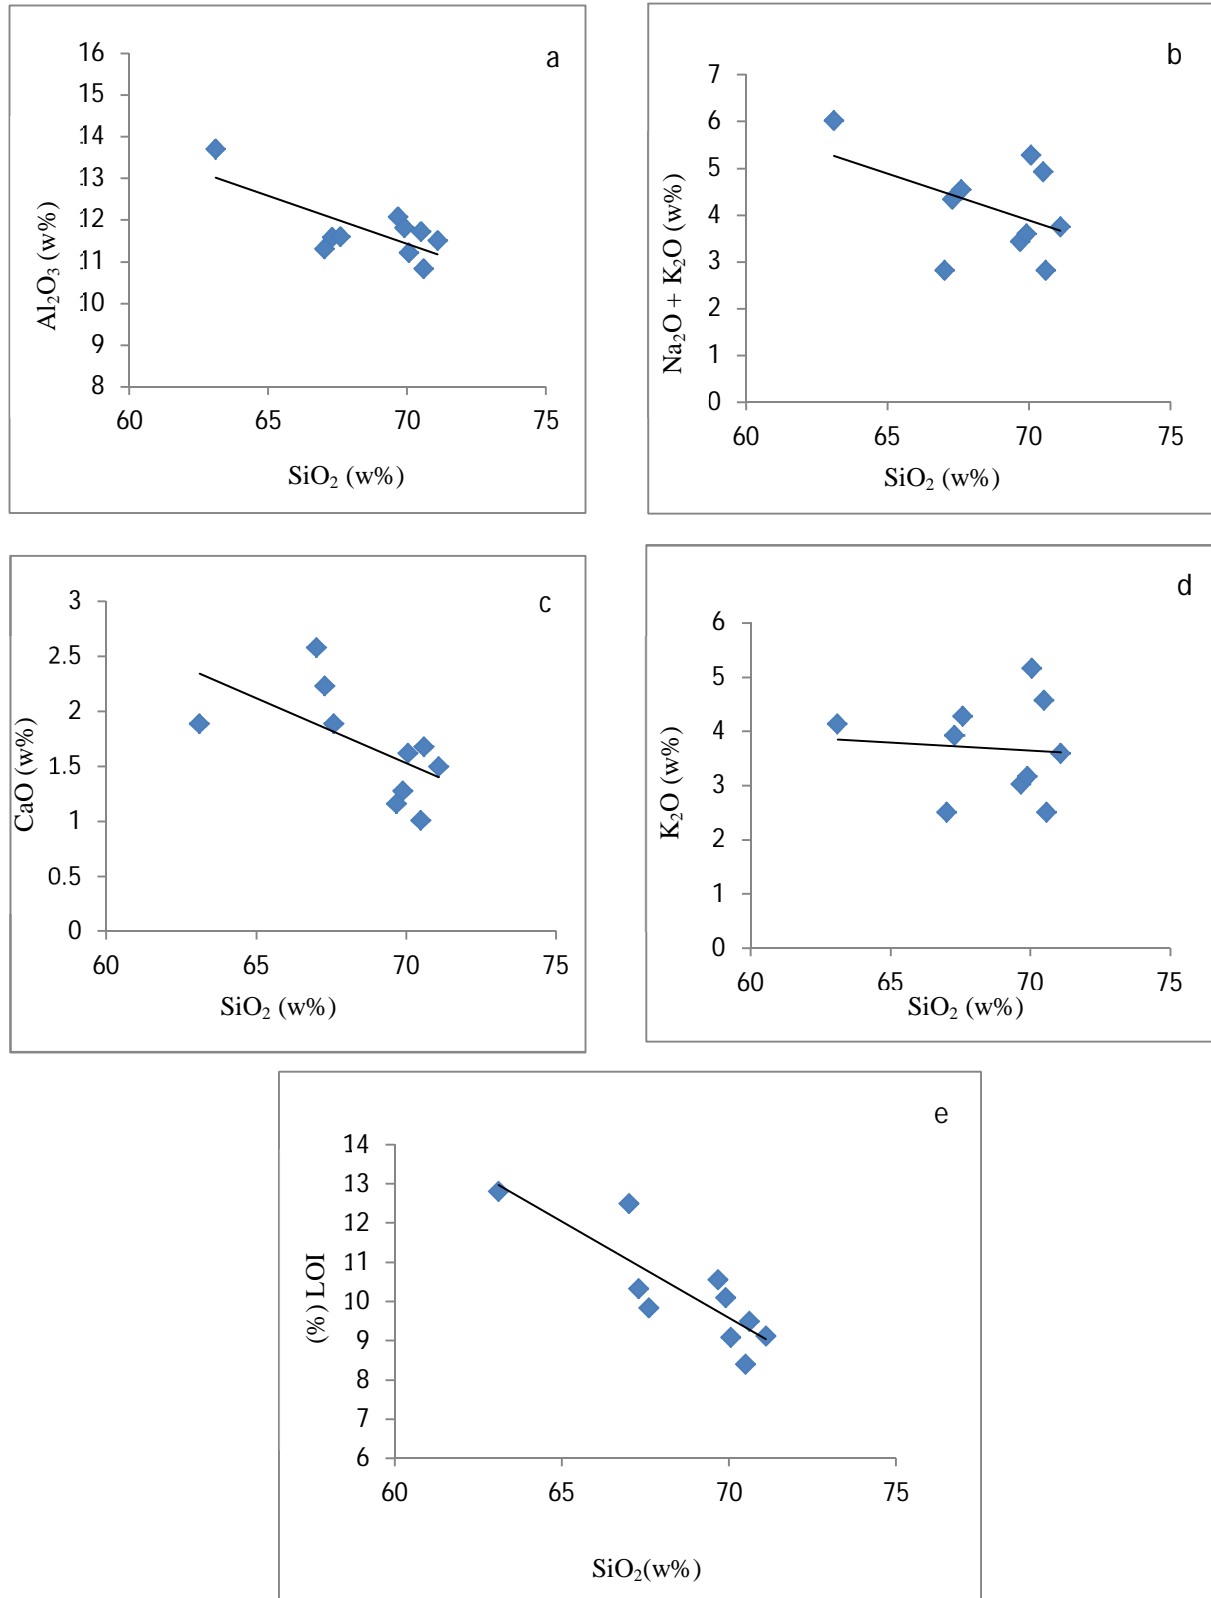 a
16
15
14
13
12
11
10
9
8
Al₂O₃ (w%)
60 65 70 75
SiO₂ (w%)
b
7
6
5
4
3
2
1
0
Na₂O + K₂O (w%)
60 65 70 75
SiO₂ (w%)
c
3
2.5
2
1.5
1
0.5
0
CaO (w%)
60 65 70 75
SiO₂ (w%)
d
6
5
4
3
2
1
0
K₂O (w%)
60 65 70 75
SiO₂ (w%)
e
14
13
12
11
10
9
8
7
6
(%) LOI
60 65 70 75
SiO₂(w%)